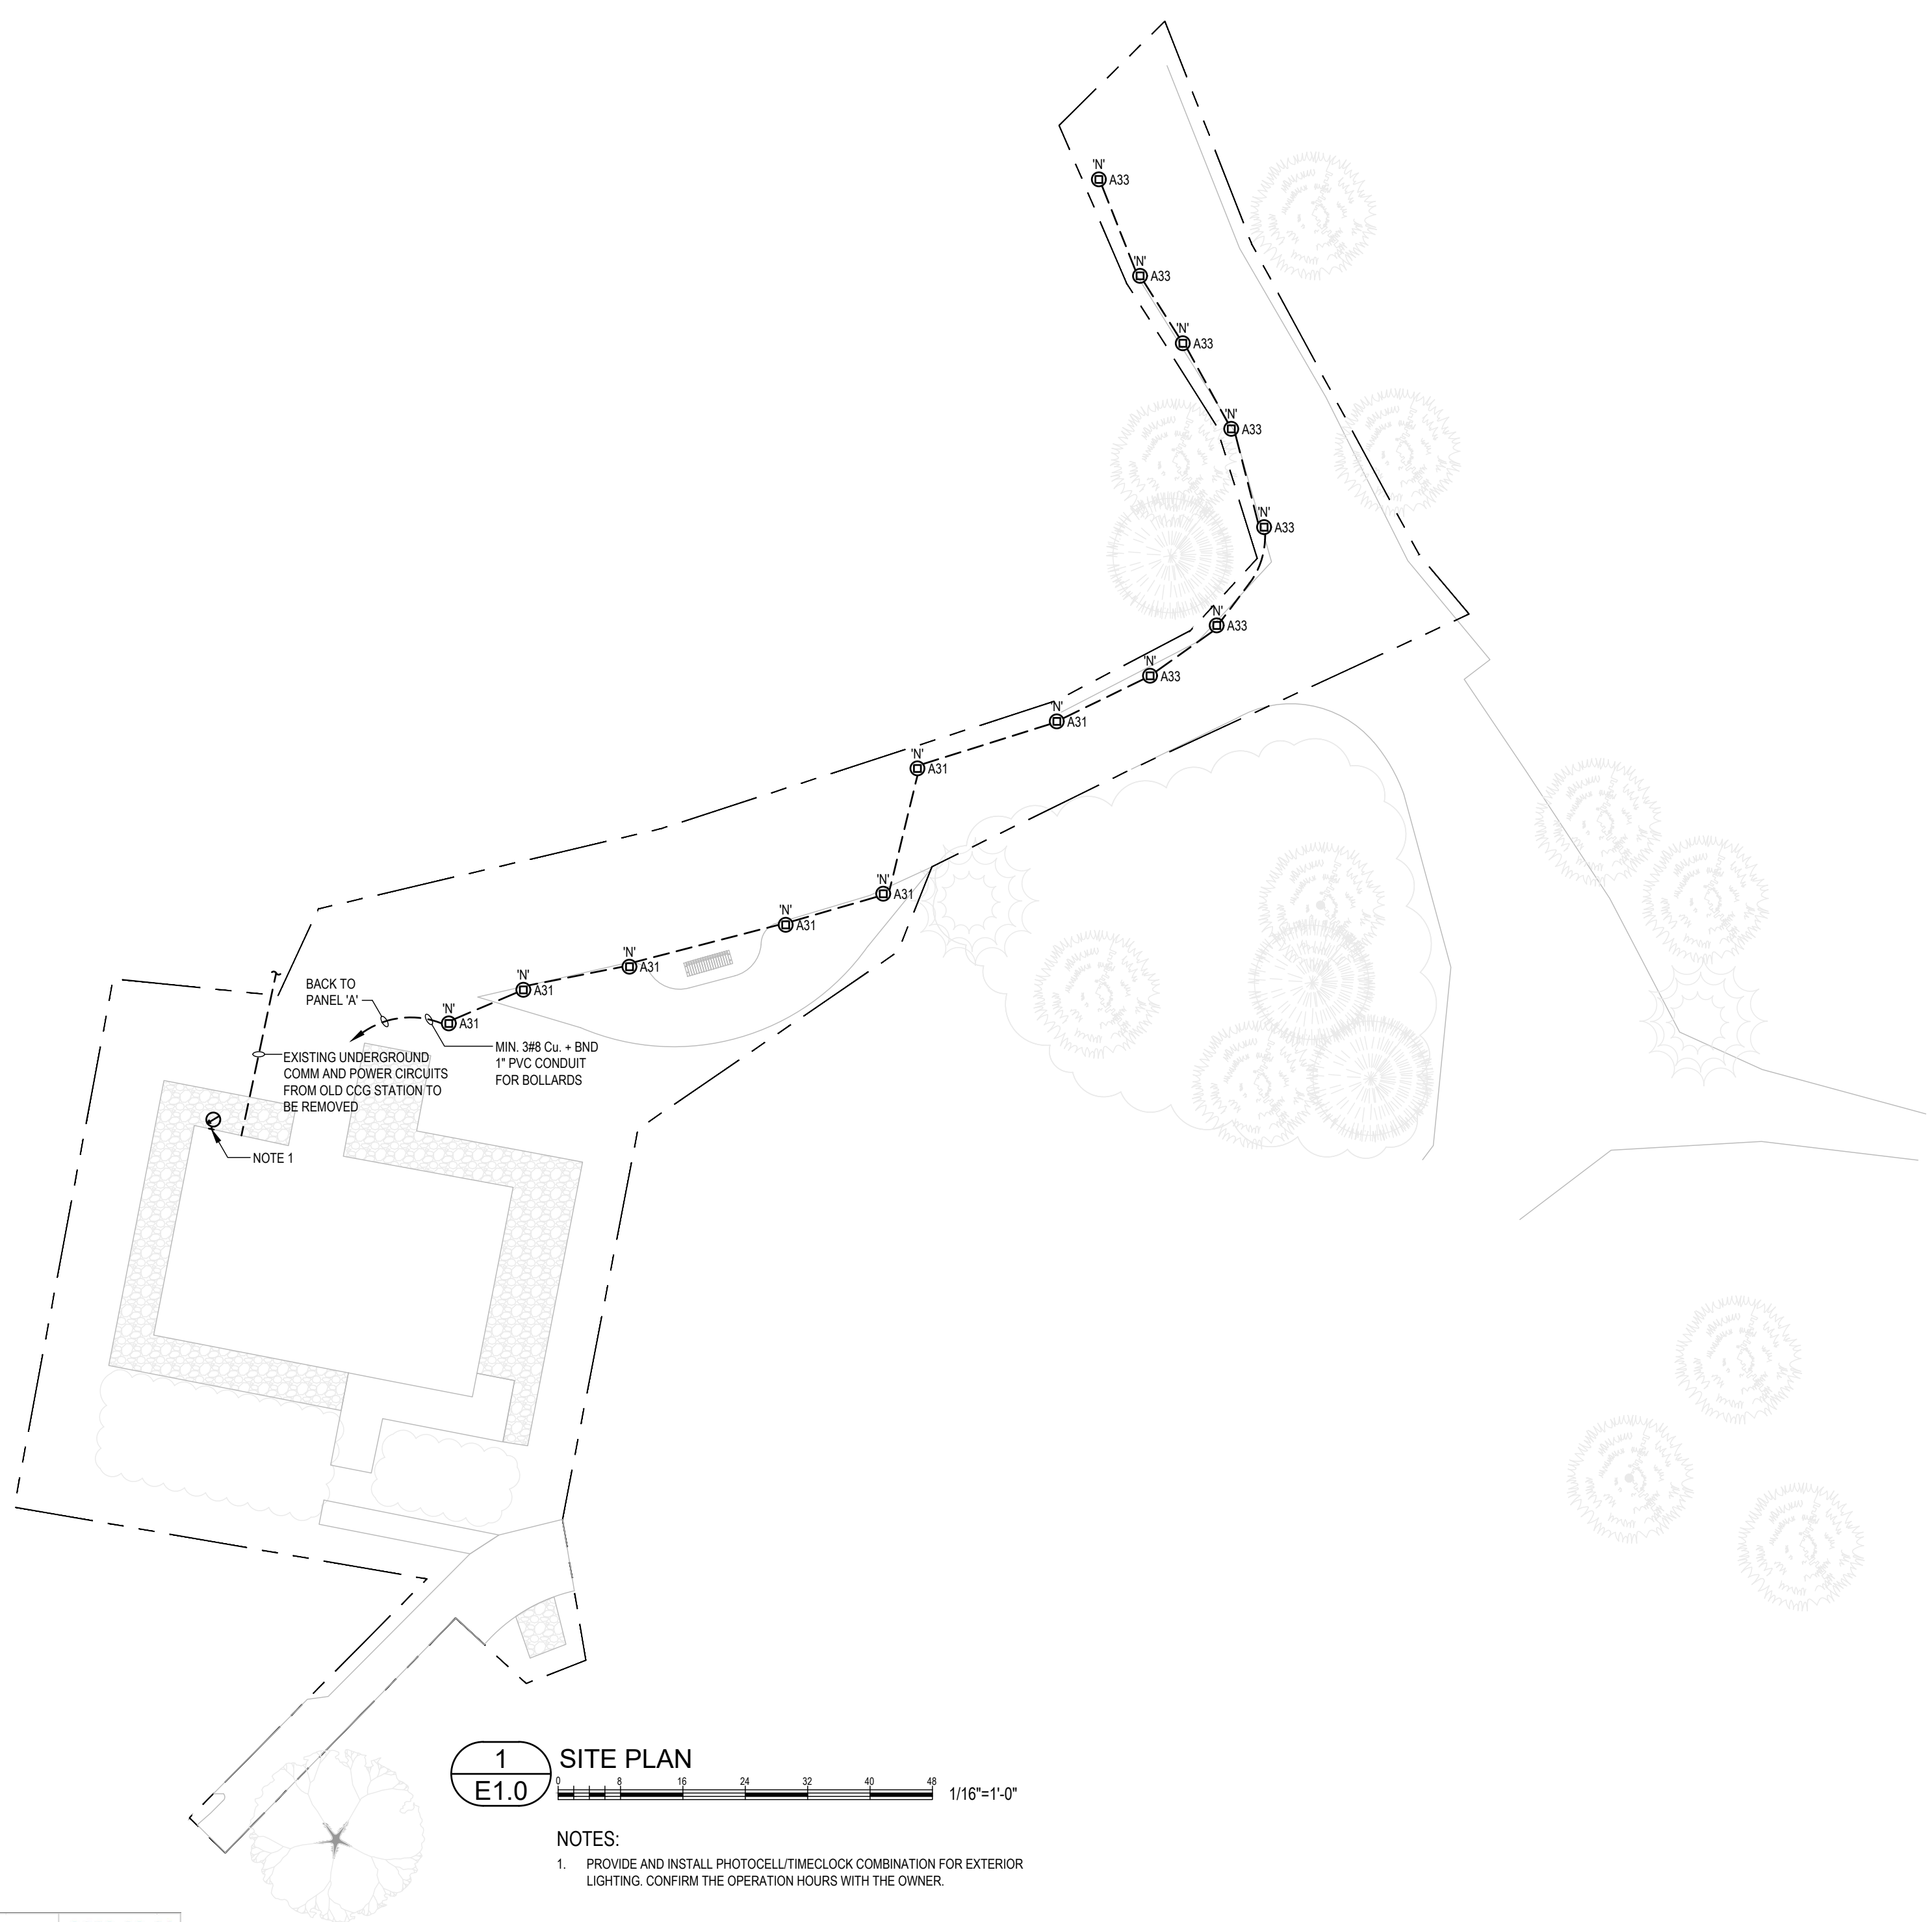 'N'
A33
'N'
A33
'N'
A33
'N'
A33
'N'
A33
'N'
A33
'N'
A33
'N'
A31
'N'
A31
'N'
A31
'N'
A31
'N'
A31
'N'
A31
'N'
A31
BACK TO
PANEL 'A'
MIN. 3#8 Cu. + BND
1" PVC CONDUIT
FOR BOLLARDS
EXISTING UNDERGROUND
COMM AND POWER CIRCUITS
FROM OLD CCG STATION TO
BE REMOVED
NOTE 1
1
E1.0
SITE PLAN
0 8 16 24 32 40 48
1/16"=1'-0"
NOTES:
1. PROVIDE AND INSTALL PHOTOCELL/TIMECLOCK COMBINATION FOR EXTERIOR
LIGHTING. CONFIRM THE OPERATION HOURS WITH THE OWNER.